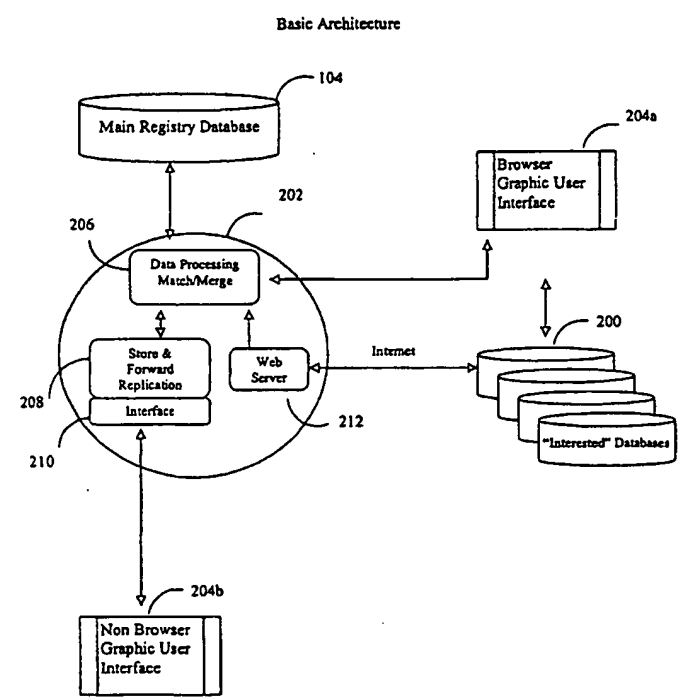 Basic Architecture
104
Main Registry Database
204a
Browser
Graphic User
Interface
202
206
Data Processing
Match/Merge
200
Store &
Forward
Replication
Web
Server
Internet
208
Interface
212
210
"Interested" Databases
204b
Non Browser
Graphic User
Interface